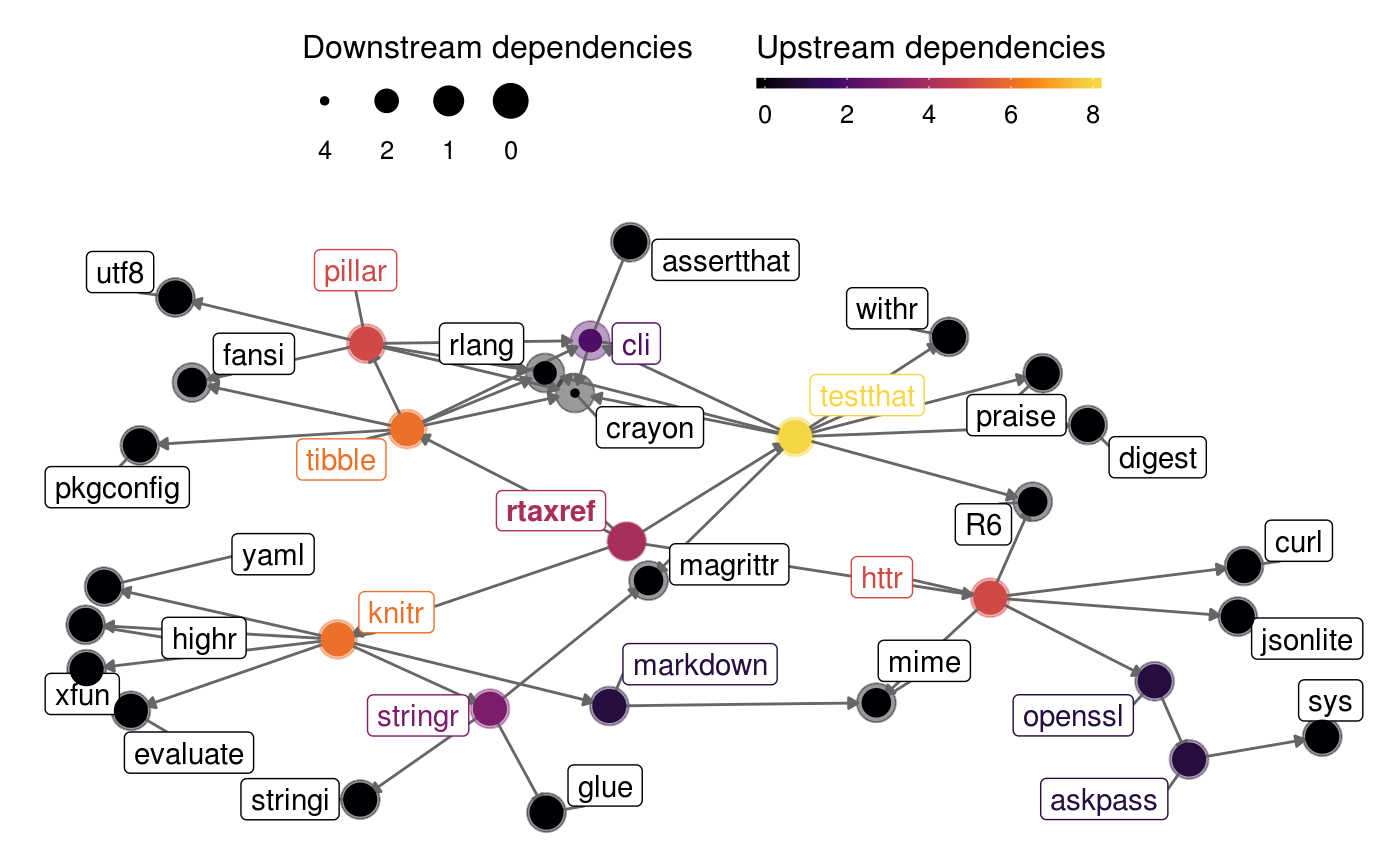 Downstream dependencies
Upstream dependencies
4 2 1 0
0 2 4 6 8
assertthat
utf8
pillar
withr
rlang
cli
fansi
testthat
praise
crayon
digest
tibble
pkgconfig
rtaxref
R6
curl
yaml
magrittr
httr
knitr
highr
jsonlite
markdown
mime
xfun
sys
stringr
openssl
evaluate
glue
stringi
askpass